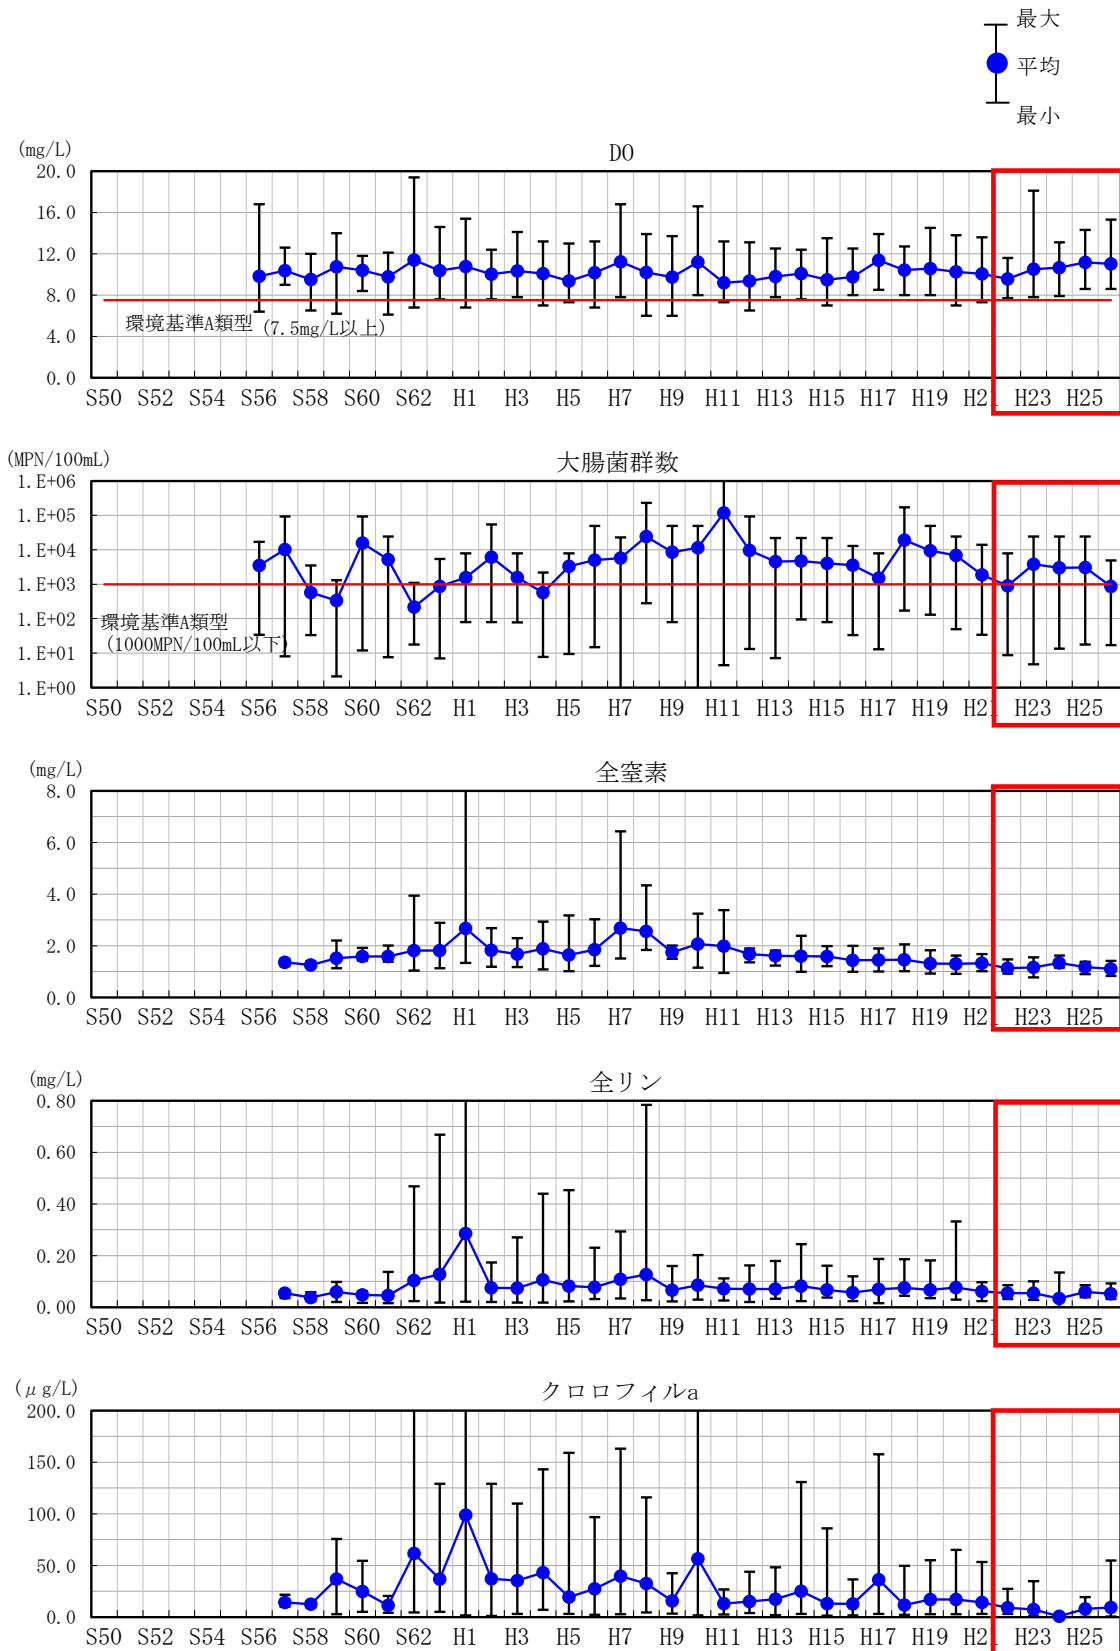 最大
平均
最小
(mg/L)
DO
20.0
16.0
12.0
8.0
4.0
0.0
環境基準A類型 (7.5mg/L以上)
S50 S52 S54 S56 S58 S60 S62 H1 H3 H5 H7 H9 H11 H13 H15 H17 H19 H21 H23 H25
(MPN/100mL)
大腸菌群数
1.E+06
1.E+05
1.E+04
1.E+03
1.E+02
1.E+01
1.E+00
環境基準A類型
(1000MPN/100mL以下)
S50 S52 S54 S56 S58 S60 S62 H1 H3 H5 H7 H9 H11 H13 H15 H17 H19 H21 H23 H25
(mg/L)
全窒素
8.0
6.0
4.0
2.0
0.0
S50 S52 S54 S56 S58 S60 S62 H1 H3 H5 H7 H9 H11 H13 H15 H17 H19 H21 H23 H25
(mg/L)
全リン
0.80
0.60
0.40
0.20
0.00
S50 S52 S54 S56 S58 S60 S62 H1 H3 H5 H7 H9 H11 H13 H15 H17 H19 H21 H23 H25
(μg/L)
クロロフィルa
200.0
150.0
100.0
50.0
0.0
S50 S52 S54 S56 S58 S60 S62 H1 H3 H5 H7 H9 H11 H13 H15 H17 H19 H21 H23 H25